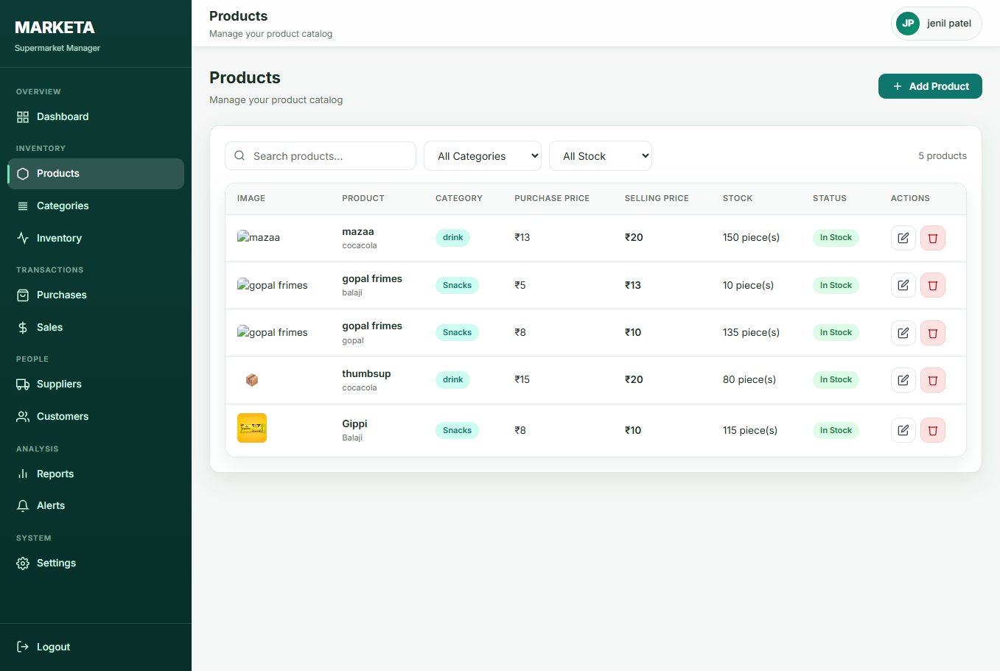 MARKETA
Supermarket Manager
OVERVIEW
Dashboard
INVENTORY
Products
Categories
Inventory
TRANSACTIONS
Purchases
Sales
PEOPLE
Suppliers
Customers
ANALYSIS
Reports
Alerts
SYSTEM
Settings
Logout
Products
Manage your product catalog
JP jenil patel
Products
Manage your product catalog
Add Product
Search products... All Categories All Stock 5 products
IMAGE PRODUCT CATEGORY PURCHASE PRICE SELLING PRICE STOCK STATUS ACTIONS
mazaa mazaa drink ₹13 ₹20 150 piece(s) In Stock
cocacola
gopal frimes gopal frimes Snacks ₹5 ₹13 10 piece(s) In Stock
balaji
gopal frimes gopal frimes Snacks ₹8 ₹10 135 piece(s) In Stock
gopal
thumbsup drink ₹15 ₹20 80 piece(s) In Stock
cocacola
Gippi Snacks ₹8 ₹10 115 piece(s) In Stock
Balaji